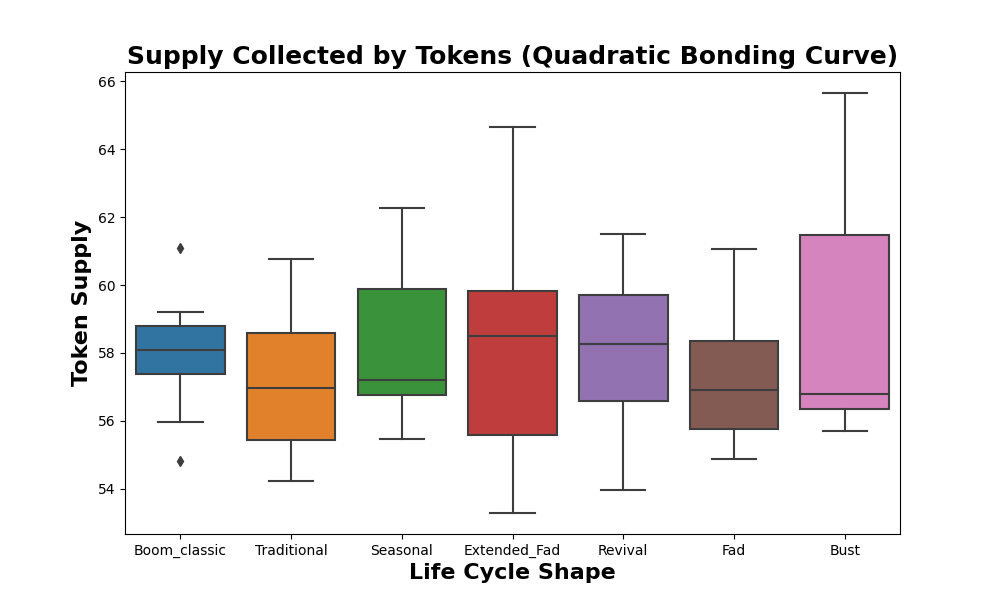 Supply Collected by Tokens (Quadratic Bonding Curve)
66
64
62
60
58
56
54
Token Supply
Boom_classic Traditional Seasonal Extended_Fad Revival Fad Bust
Life Cycle Shape